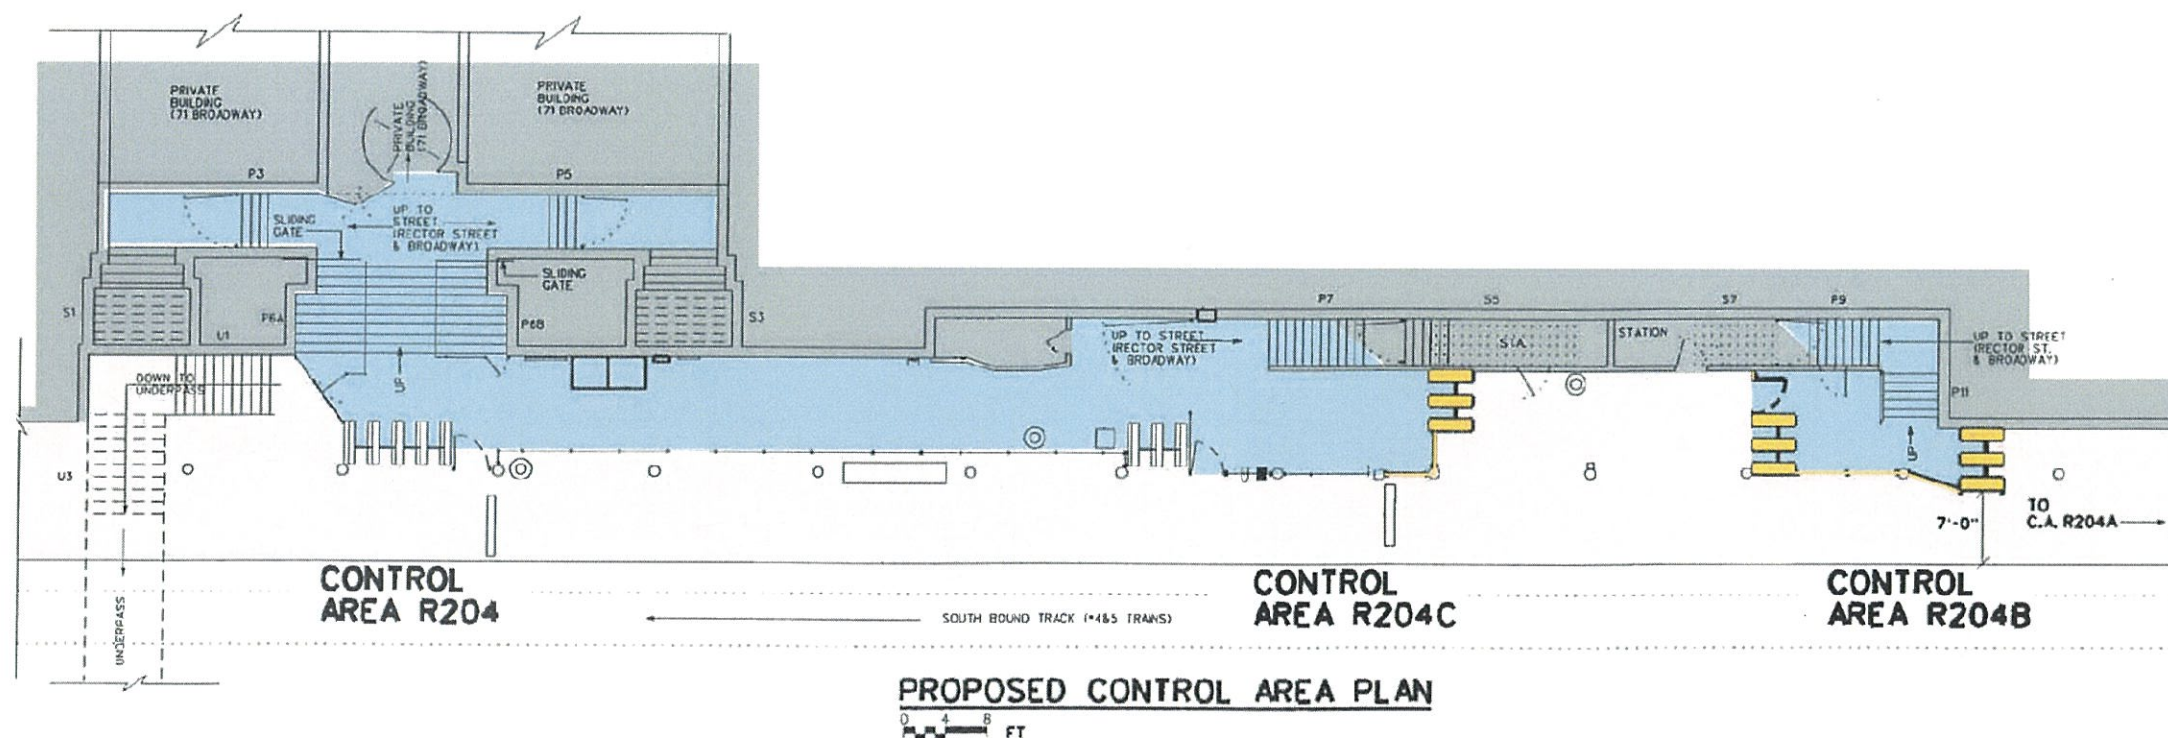 PRIVATE
BUILDING
(71 BROADWAY)
PRIVATE
BUILDING
(71 BROADWAY)
PRIVATE
BUILDING
(71 BROADWAY)
P3
P5
SLIDING
GATE
UP TO
STREET
(RECTOR STREET
& BROADWAY)
SLIDING
GATE
S1
U1
P6A
P6B
S3
P7
S5
S7
P9
UP TO STREET
(RECTOR STREET
& BROADWAY)
STA.
STATION
UP TO STREET
(RECTOR ST.
& BROADWAY)
P11
DOWN TO
UNDERPASS
UP
UP
U3
7'-0"
TO
C.A. R204A
UNDERPASS
CONTROL
AREA R204
CONTROL
AREA R204C
CONTROL
AREA R204B
SOUTH BOUND TRACK (#4&5 TRAINS)
PROPOSED CONTROL AREA PLAN
0 4 8
FT